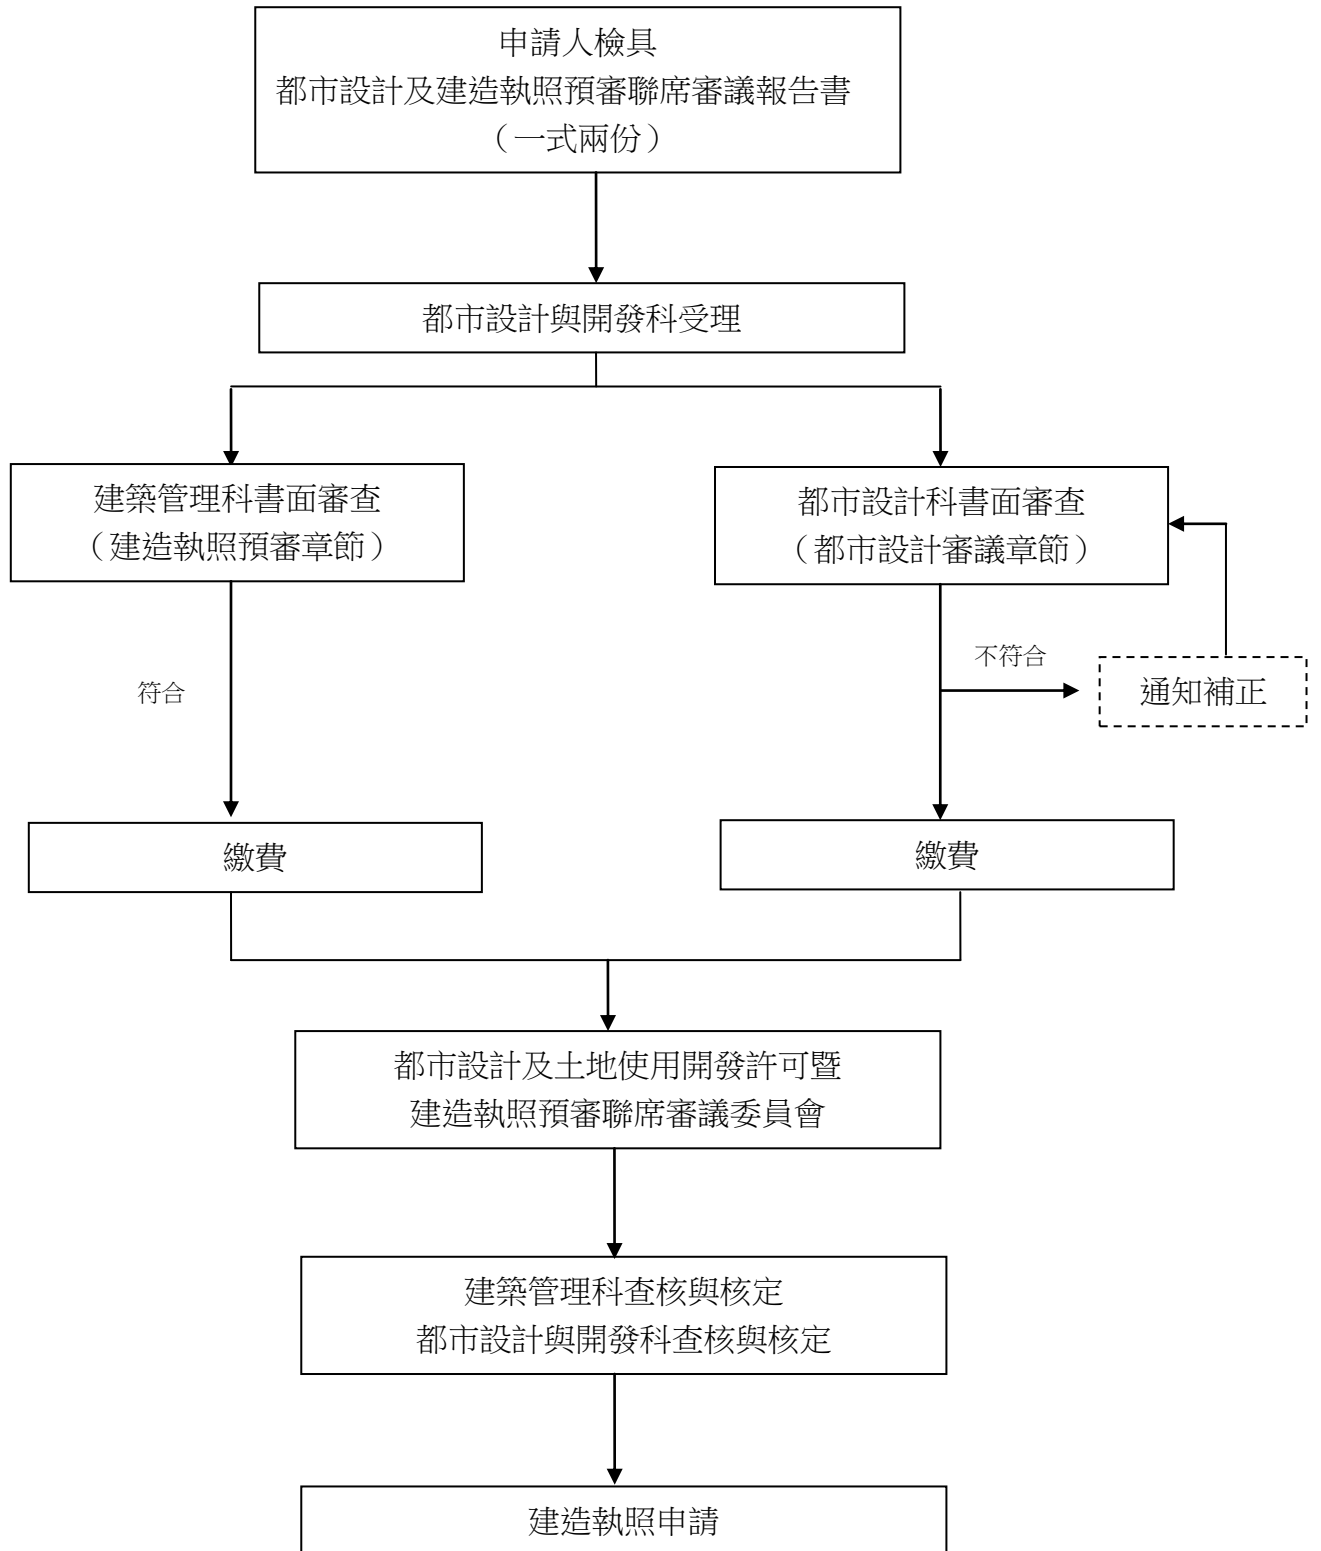 申請人檢具
都市設計及建造執照預審聯席審議報告書
（一式兩份）
都市設計與開發科受理
建築管理科書面審查
（建造執照預審章節）
都市設計科書面審查
（都市設計審議章節）
不符合
符合
通知補正
繳費
繳費
都市設計及土地使用開發許可暨
建造執照預審聯席審議委員會
建築管理科查核與核定
都市設計與開發科查核與核定
建造執照申請